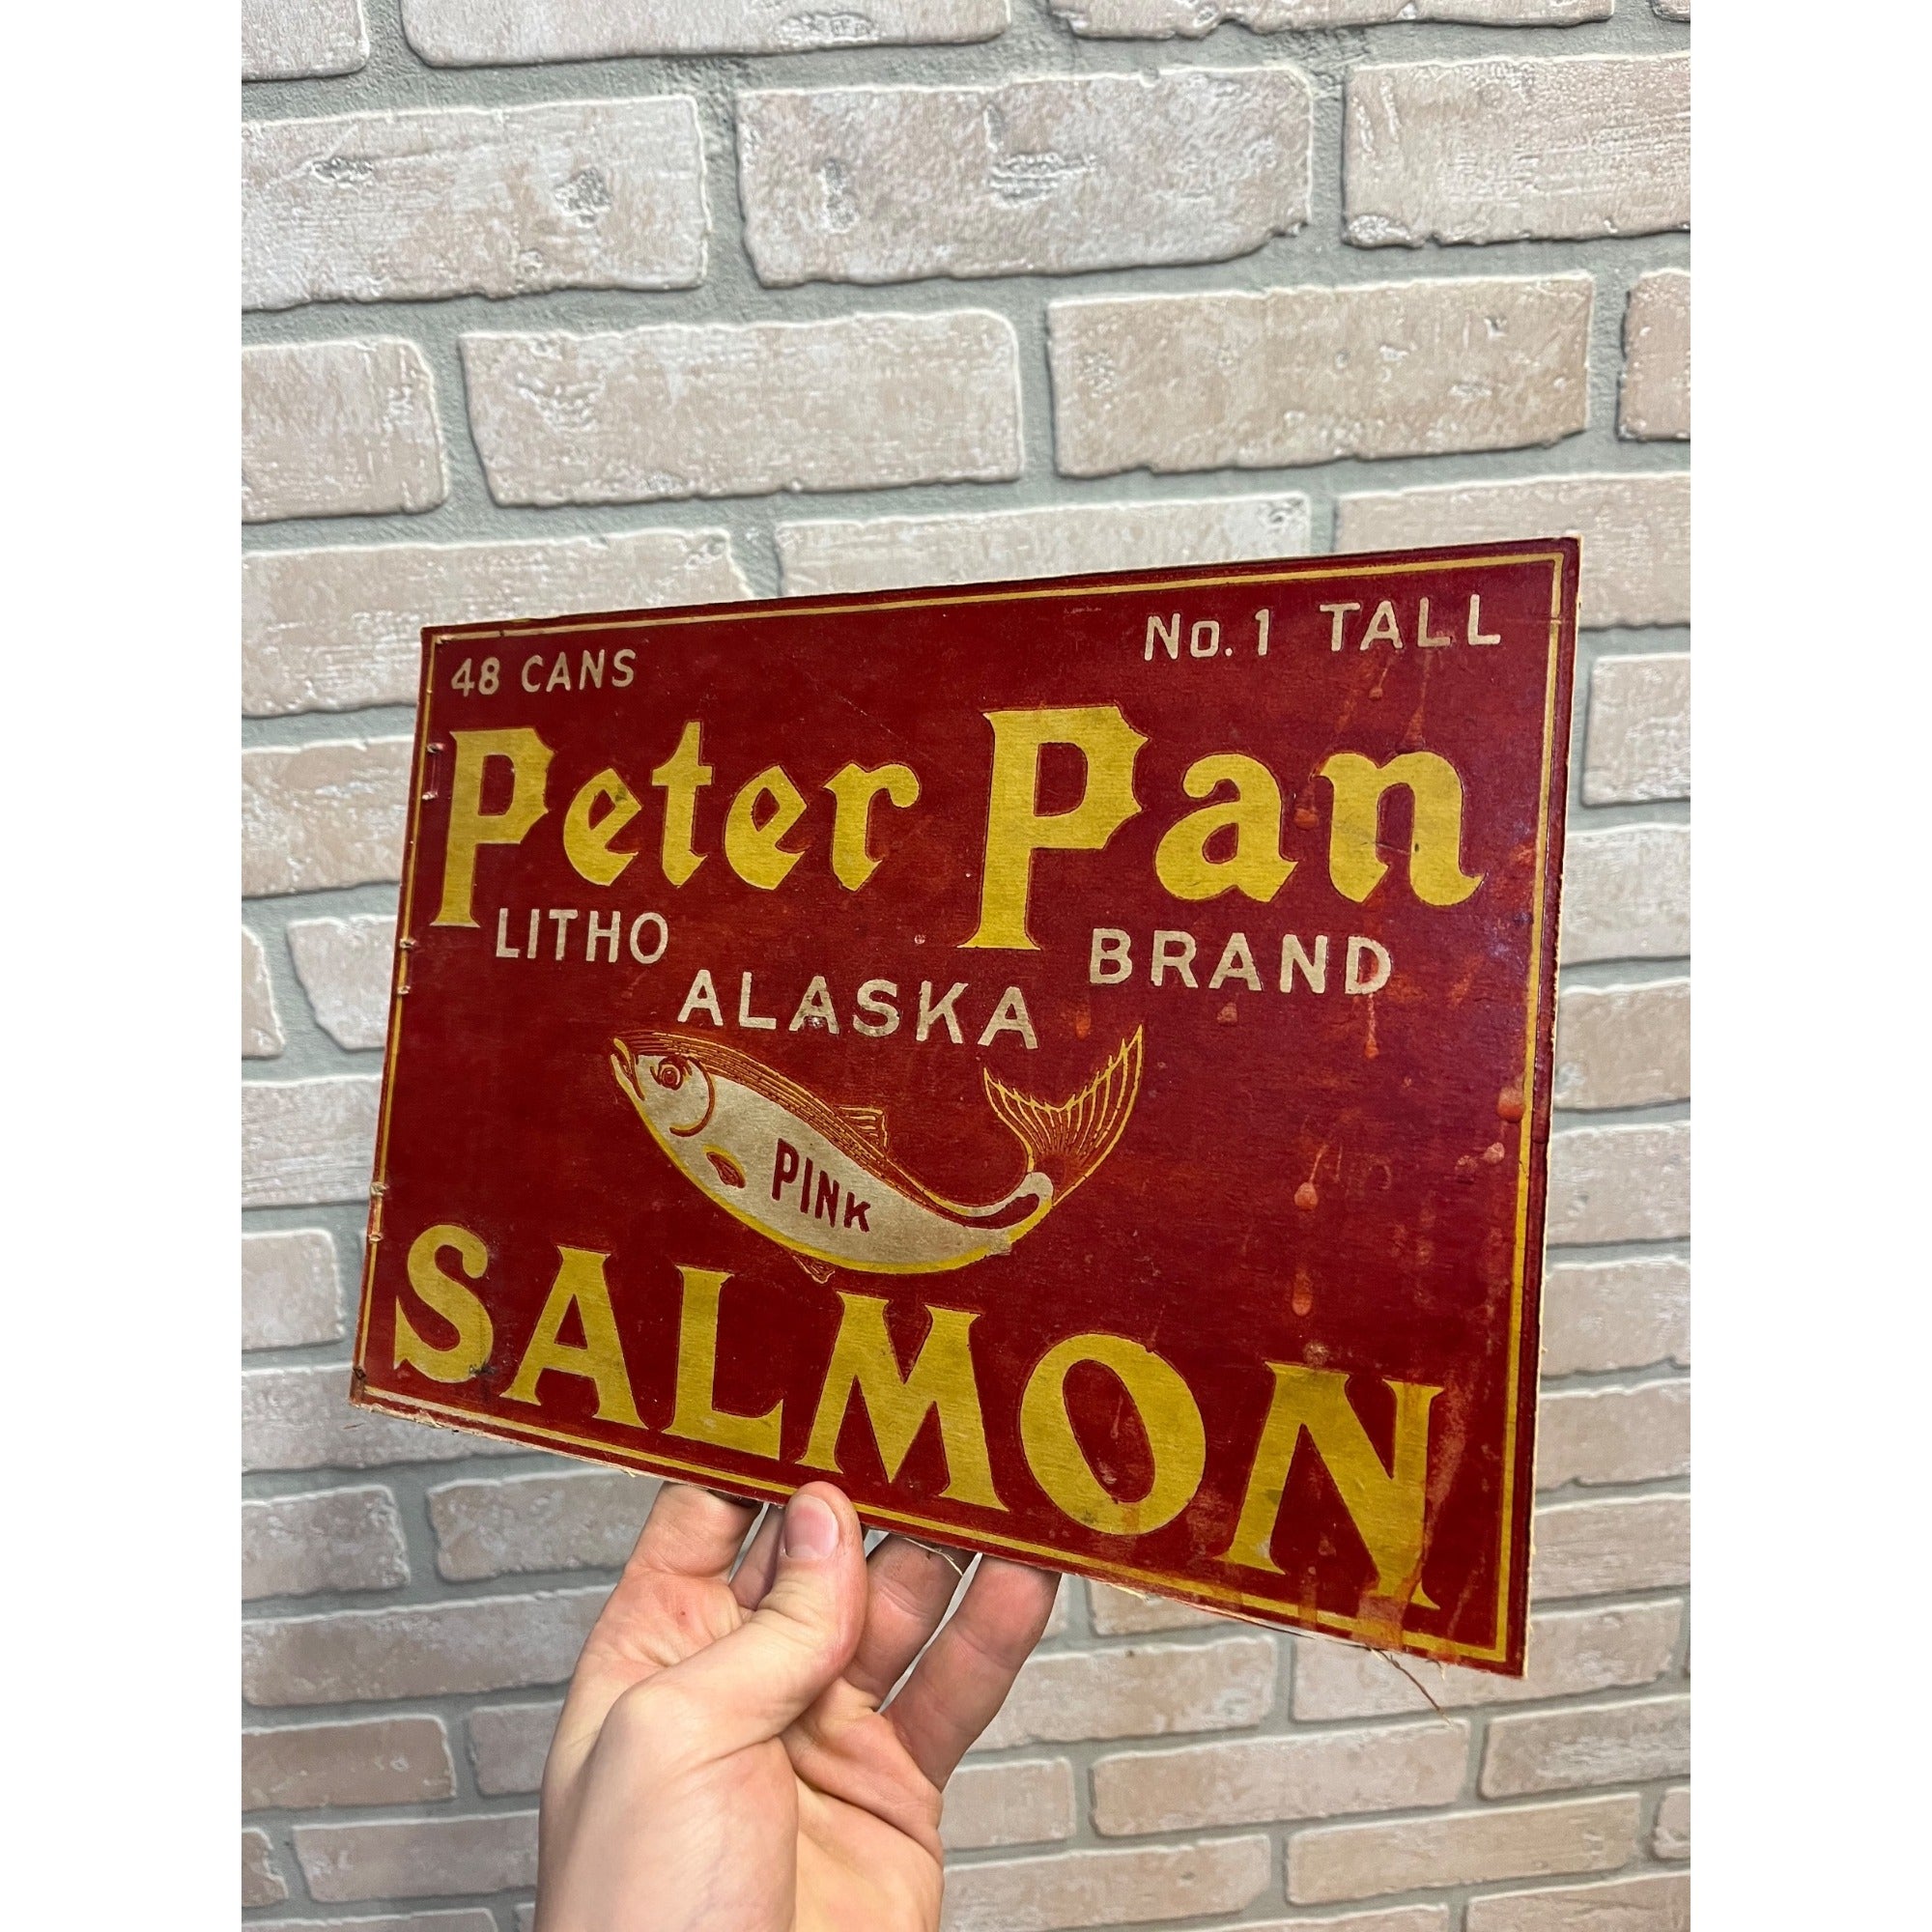 48 CANS No. 1 TALL
Peter Pan
LITHO BRAND
ALASKA
PINK
SALMON